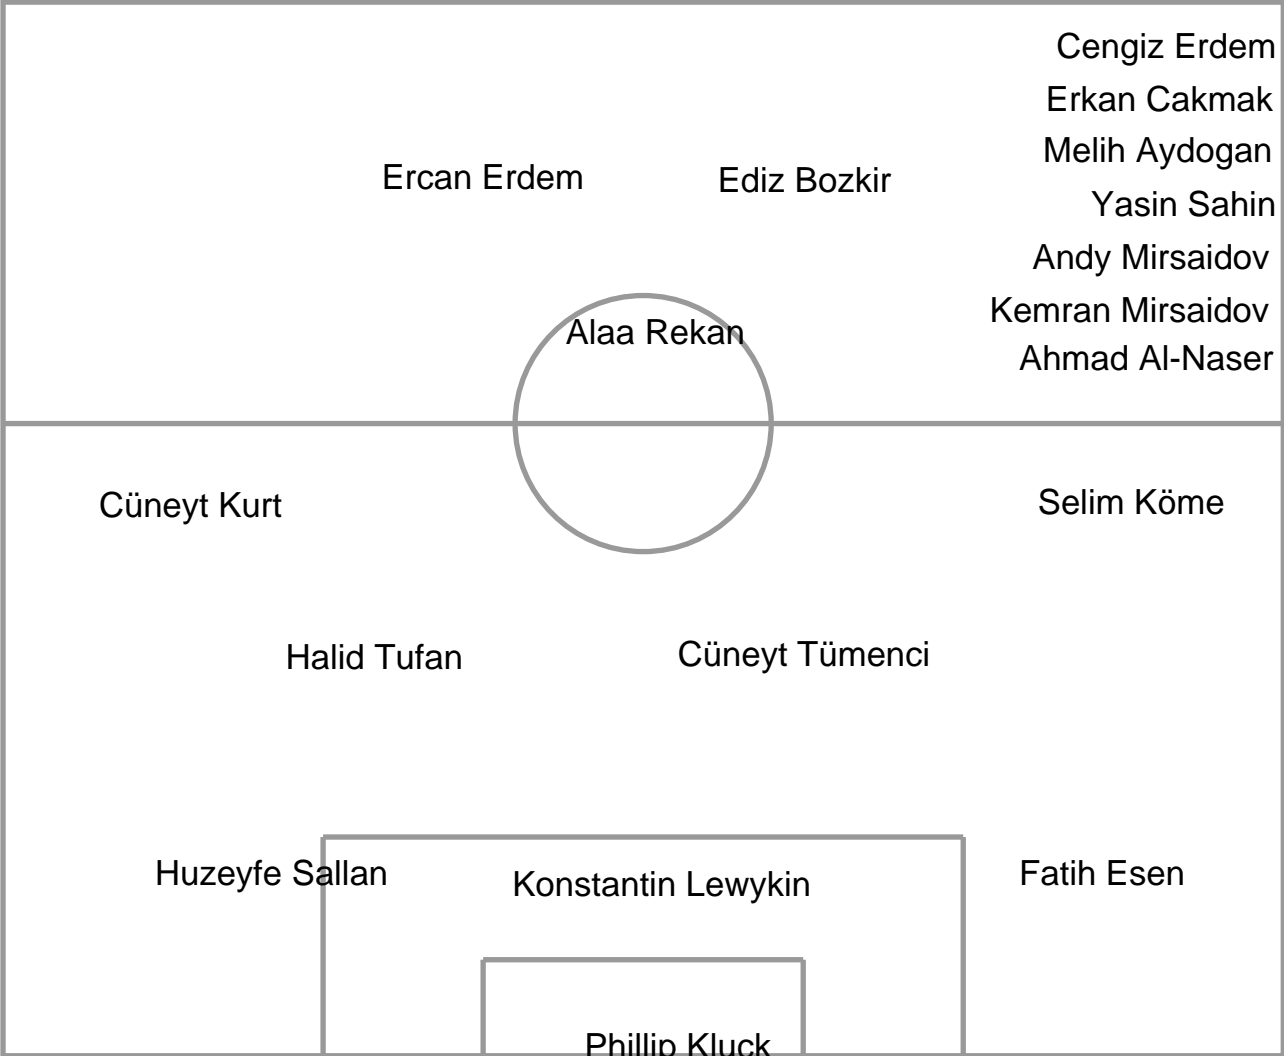 Cengiz Erdem
Erkan Cakmak
Melih Aydogan
Ercan Erdem
Ediz Bozkir
Yasin Sahin
Andy Mirsaidov
Kemran Mirsaidov
Alaa Rekan
Ahmad Al-Naser
Cüneyt Kurt
Selim Köme
Halid Tufan
Cüneyt Tümenci
Huzeyfe Sallan
Konstantin Lewykin
Fatih Esen
Phillip Kluck